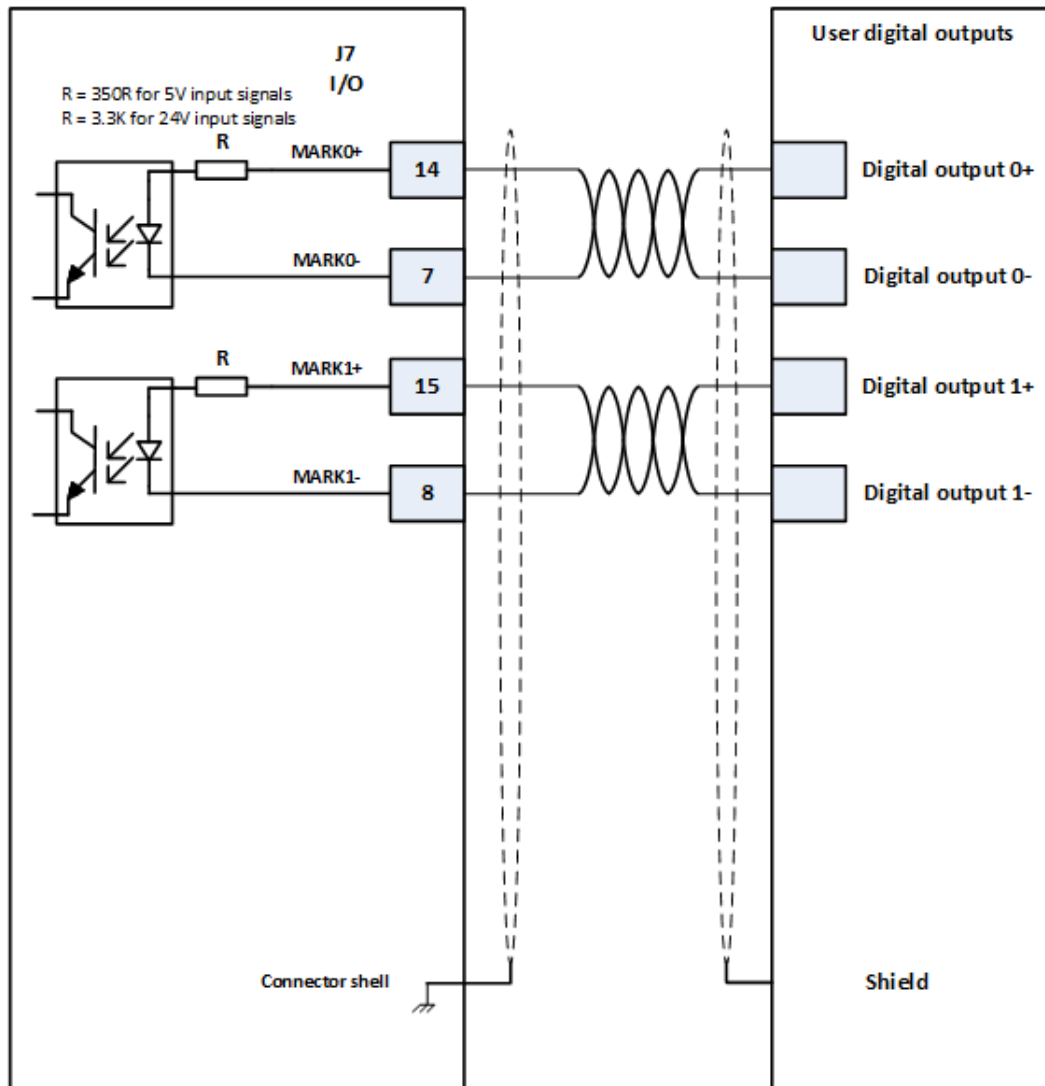 User digital outputs
J7
I/O
R = 350R for 5V input signals
R = 3.3K for 24V input signals
R
MARK0+
14
Digital output 0+
MARK0-
7
Digital output 0-
R
MARK1+
15
Digital output 1+
MARK1-
8
Digital output 1-
Connector shell
Shield